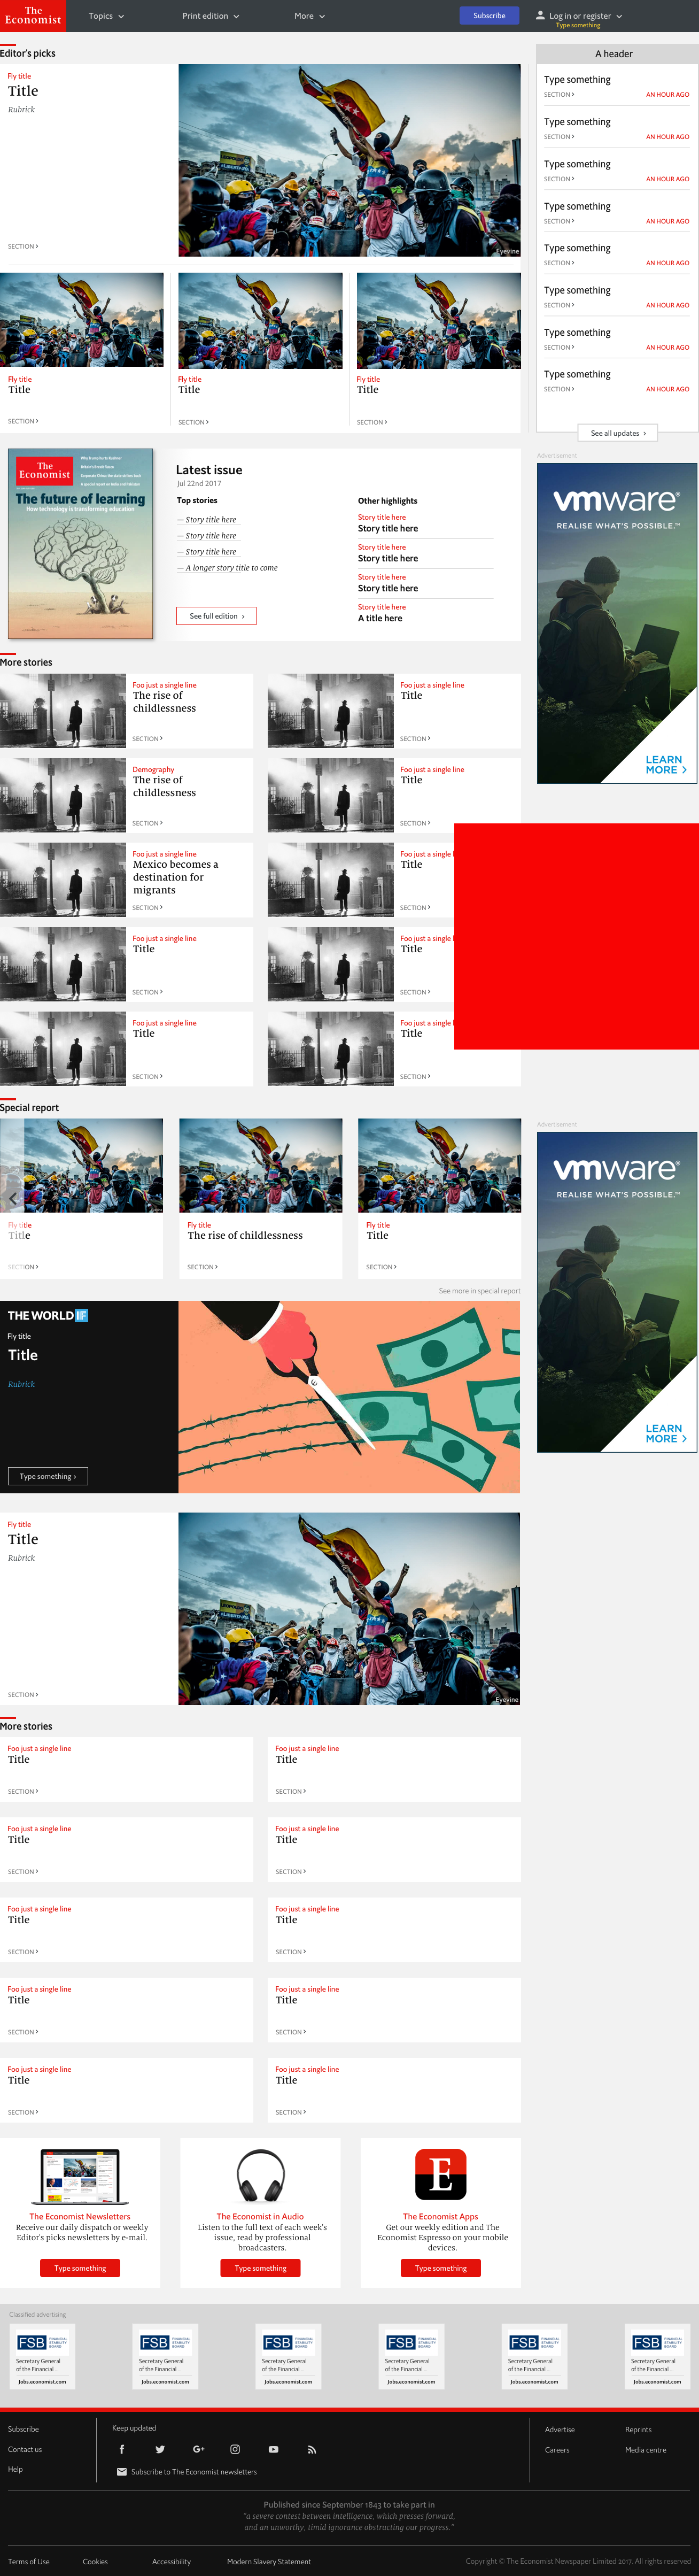 The
Economist
Topics
Print edition
More
Subscribe
Log in or register
Type something
Editor's picks
Fly title
Title
Rubrick
SECTION
Eyevine
Fly title
Title
SECTION
Fly title
Title
SECTION
Fly title
Title
SECTION
A header
Type something
SECTION
AN HOUR AGO
Type something
SECTION
AN HOUR AGO
Type something
SECTION
AN HOUR AGO
Type something
SECTION
AN HOUR AGO
Type something
SECTION
AN HOUR AGO
Type something
SECTION
AN HOUR AGO
Type something
SECTION
AN HOUR AGO
Type something
SECTION
AN HOUR AGO
See all updates
Advertisement
vmware®
REALISE WHAT'S POSSIBLE.™
LEARN
MORE
The
Economist
The future of learning
How technology is transforming education
Latest issue
Jul 22nd 2017
Top stories
— Story title here
— Story title here
— Story title here
— A longer story title to come
See full edition
Other highlights
Story title here
Story title here
Story title here
Story title here
Story title here
Story title here
Story title here
A title here
More stories
Foo just a single line
The rise of
childlessness
SECTION
Foo just a single line
Title
SECTION
Demography
The rise of
childlessness
SECTION
Foo just a single line
Title
SECTION
Foo just a single line
Mexico becomes a
destination for
migrants
SECTION
Foo just a single
Title
SECTION
Foo just a single line
Title
SECTION
Foo just a single
Title
SECTION
Foo just a single line
Title
SECTION
Foo just a single
Title
SECTION
Special report
Fly title
Title
SECTION
Fly title
The rise of childlessness
SECTION
Fly title
Title
SECTION
See more in special report
Advertisement
vmware®
REALISE WHAT'S POSSIBLE.™
LEARN
MORE
THE WORLD IF
Fly title
Title
Rubrick
Type something
Fly title
Title
Rubrick
SECTION
Eyevine
More stories
Foo just a single line
Title
SECTION
Foo just a single line
Title
SECTION
Foo just a single line
Title
SECTION
Foo just a single line
Title
SECTION
Foo just a single line
Title
SECTION
Foo just a single line
Title
SECTION
Foo just a single line
Title
SECTION
Foo just a single line
Title
SECTION
Foo just a single line
Title
SECTION
Foo just a single line
Title
SECTION
The Economist Newsletters
Receive our daily dispatch or weekly
Editor's picks newsletters by e-mail.
Type something
The Economist in Audio
Listen to the full text of each week's
issue, read by professional
broadcasters.
Type something
E
The Economist Apps
Get our weekly edition and The
Economist Espresso on your mobile
devices.
Type something
Classified advertising
FSB FINANCIAL STABILITY BOARD
Secretary General
of the Financial ...
Jobs.economist.com
FSB FINANCIAL STABILITY BOARD
Secretary General
of the Financial ...
Jobs.economist.com
FSB FINANCIAL STABILITY BOARD
Secretary General
of the Financial ...
Jobs.economist.com
FSB FINANCIAL STABILITY BOARD
Secretary General
of the Financial ...
Jobs.economist.com
FSB FINANCIAL STABILITY BOARD
Secretary General
of the Financial ...
Jobs.economist.com
FSB FINANCIAL STABILITY BOARD
Secretary General
of the Financial ...
Jobs.economist.com
Subscribe
Contact us
Help
Keep updated
Subscribe to The Economist newsletters
Advertise
Reprints
Careers
Media centre
Published since September 1843 to take part in
"a severe contest between intelligence, which presses forward,
and an unworthy, timid ignorance obstructing our progress."
Terms of Use
Cookies
Accessibility
Modern Slavery Statement
Copyright © The Economist Newspaper Limited 2017. All rights reserved